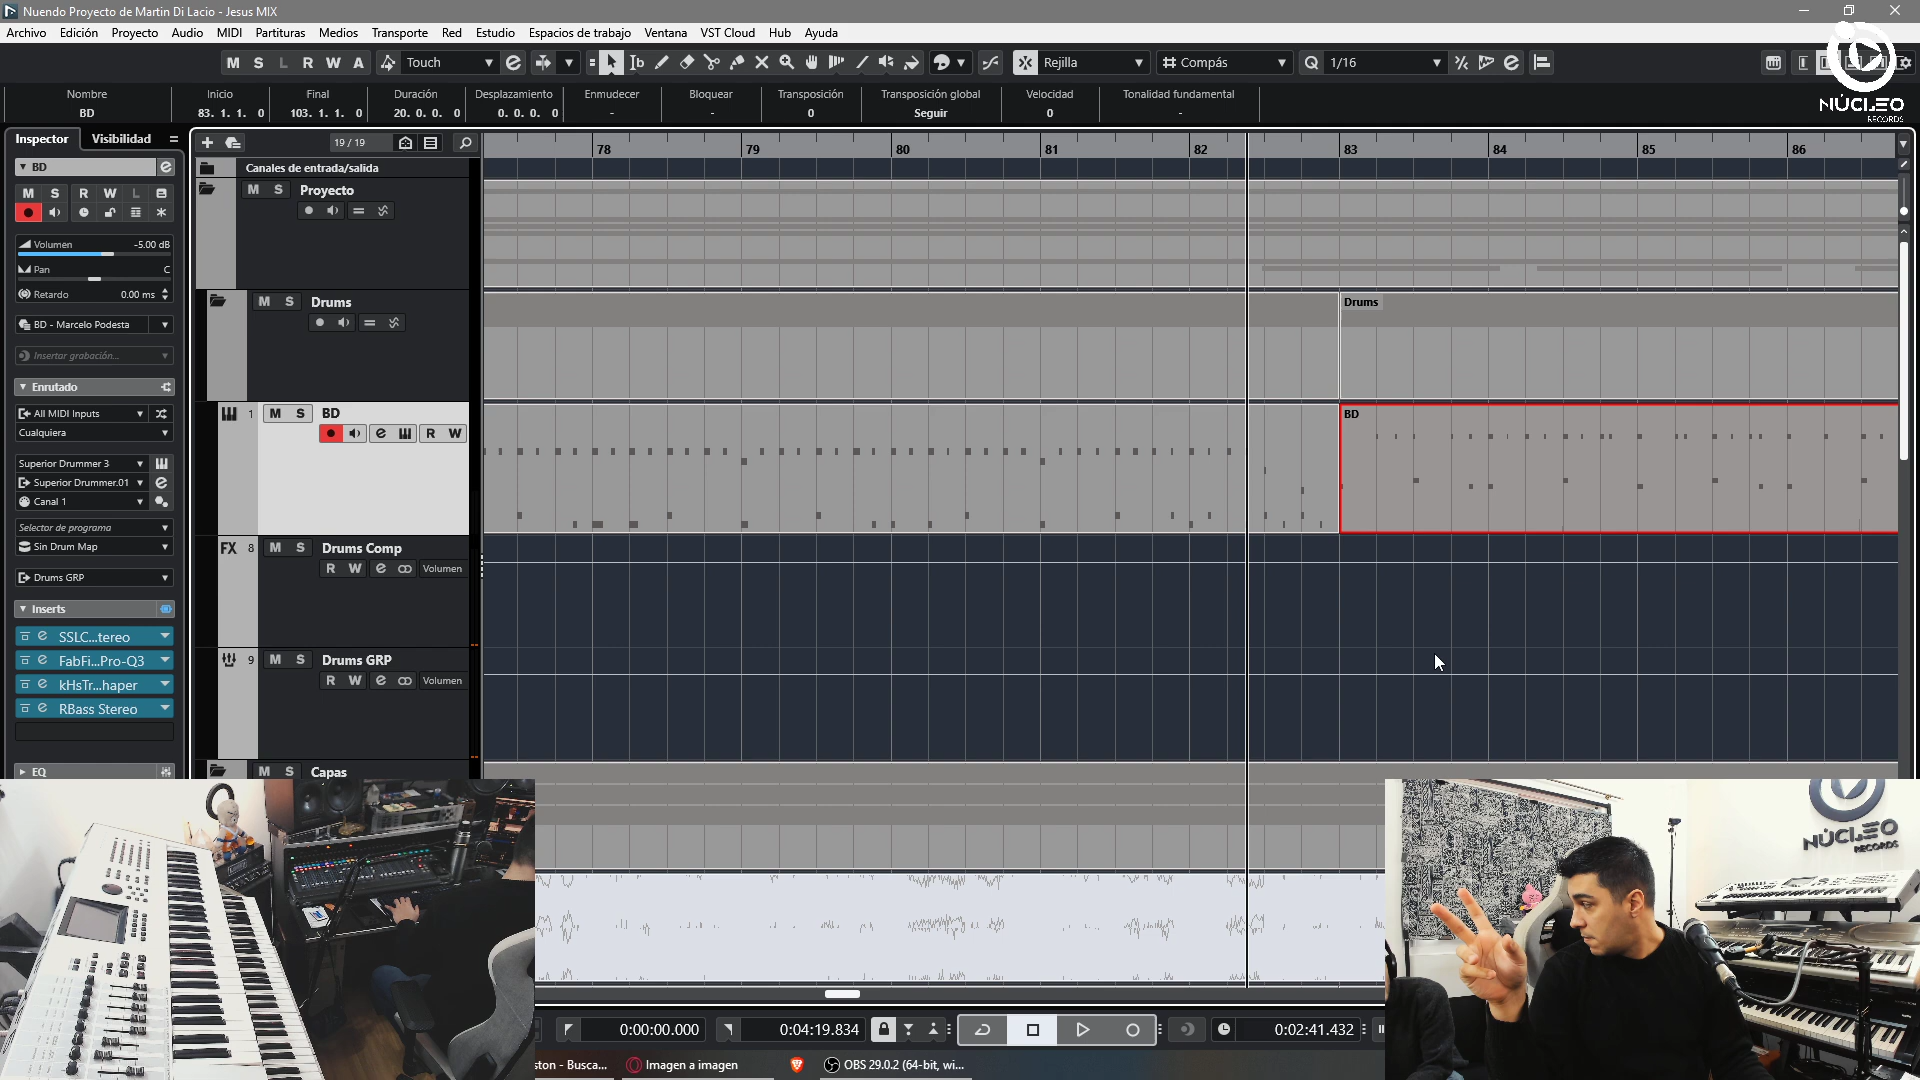 Nuendo Proyecto de Martin Di Lacio - Jesus MIX
Archivo Edición Proyecto Audio MIDI Partituras Medios Transporte Red Estudio Espacios de trabajo Ventana VST Cloud Hub Ayuda
M S L R W A Touch Rejilla Compás Q 1/16
Nombre Inicio Final Duración Desplazamiento Enmudecer Bloquear Transposición Transposición global Velocidad Tonalidad fundamental
BD 83. 1. 1. 0 103. 1. 1. 0 20. 0. 0. 0 0. 0. 0. 0 - - 0 Seguir 0 -
NÚCLEO
RECORDS
Inspector Visibilidad
19 / 19
78 79 80 81 82 83 84 85 86
BD
M S R W L
Volumen -5.00 dB
Pan C
Retardo 0.00 ms
BD - Marcelo Podesta
Insertar grabación...
Enrutado
All MIDI Inputs
Cualquiera
Superior Drummer 3
Superior Drummer.01
Canal 1
Selector de programa
Sin Drum Map
Drums GRP
Inserts
SSLC...tereo
FabFi...Pro-Q3
kHsTr...haper
RBass Stereo
EQ
Canales de entrada/salida
M S Proyecto
M S Drums
1 M S BD
R W
FX 8 M S Drums Comp
R W Volumen
9 M S Drums GRP
R W Volumen
M S Capas
Drums
BD
NÚCLEO
RECORDS
0:00:00.000 0:04:19.834 0:02:41.432
ston - Busca... Imagen a imagen OBS 29.0.2 (64-bit, wi...